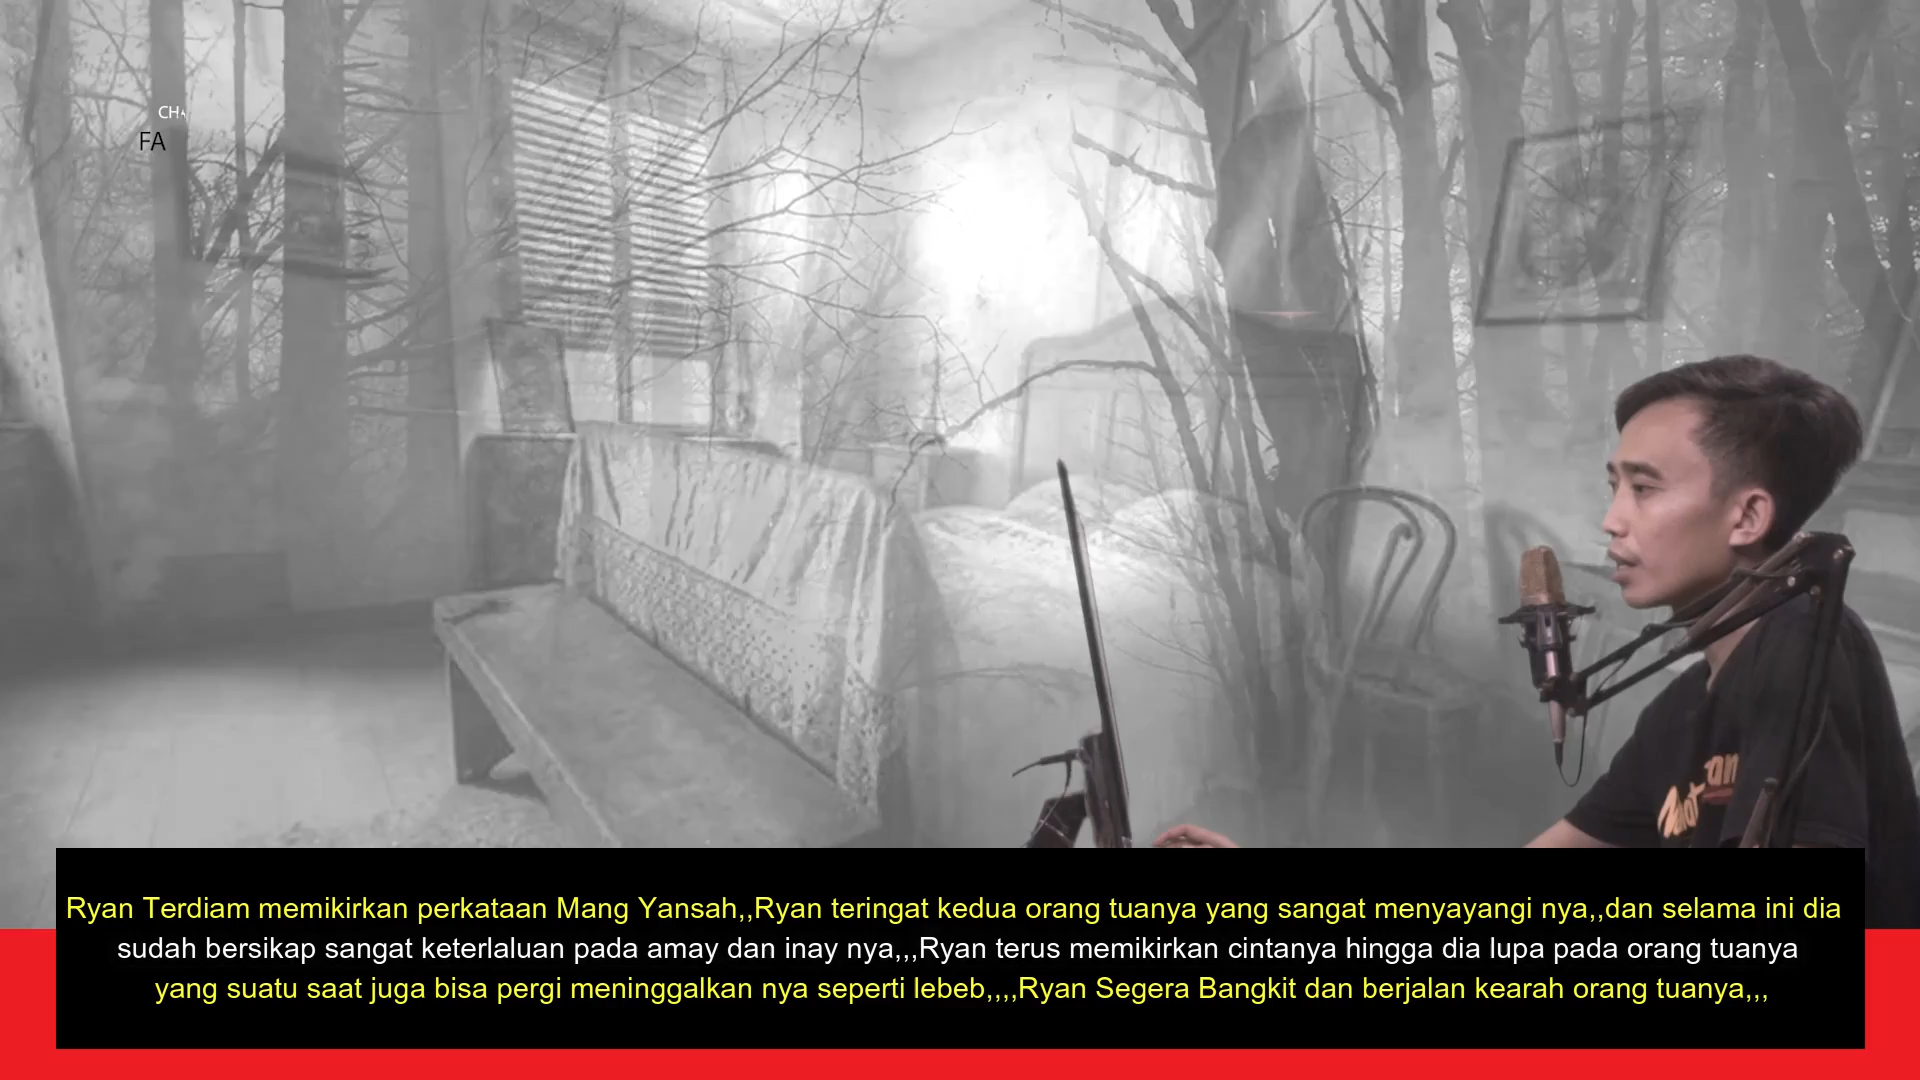 CH
FA
Ryan Terdiam memikirkan perkataan Mang Yansah,,Ryan teringat kedua orang tuanya yang sangat menyayangi nya,,dan selama ini dia
sudah bersikap sangat keterlaluan pada amay dan inay nya,,,Ryan terus memikirkan cintanya hingga dia lupa pada orang tuanya
yang suatu saat juga bisa pergi meninggalkan nya seperti lebeb,,,,Ryan Segera Bangkit dan berjalan kearah orang tuanya,,,